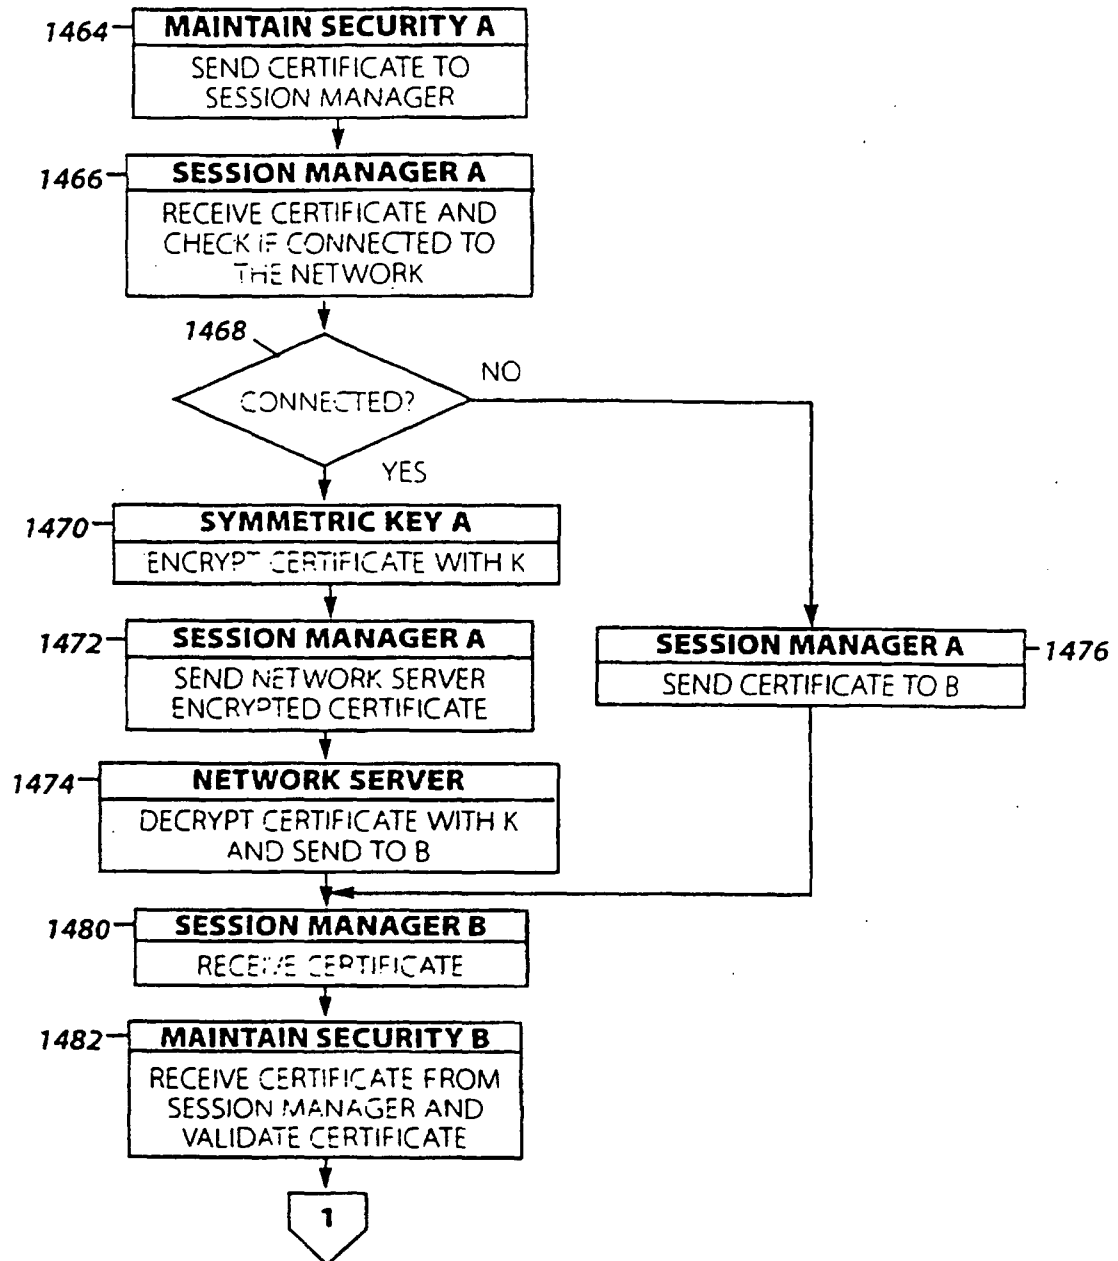 1464
MAINTAIN SECURITY A
SEND CERTIFICATE TO
SESSION MANAGER
1466
SESSION MANAGER A
RECEIVE CERTIFICATE AND
CHECK IF CONNECTED TO
THE NETWORK
1468
CONNECTED?
NO
YES
1470
SYMMETRIC KEY A
ENCRYPT CERTIFICATE WITH K
1472
SESSION MANAGER A
SEND NETWORK SERVER
ENCRYPTED CERTIFICATE
SESSION MANAGER A
1476
SEND CERTIFICATE TO B
1474
NETWORK SERVER
DECRYPT CERTIFICATE WITH K
AND SEND TO B
1480
SESSION MANAGER B
RECEIVE CERTIFICATE
1482
MAINTAIN SECURITY B
RECEIVE CERTIFICATE FROM
SESSION MANAGER AND
VALIDATE CERTIFICATE
1